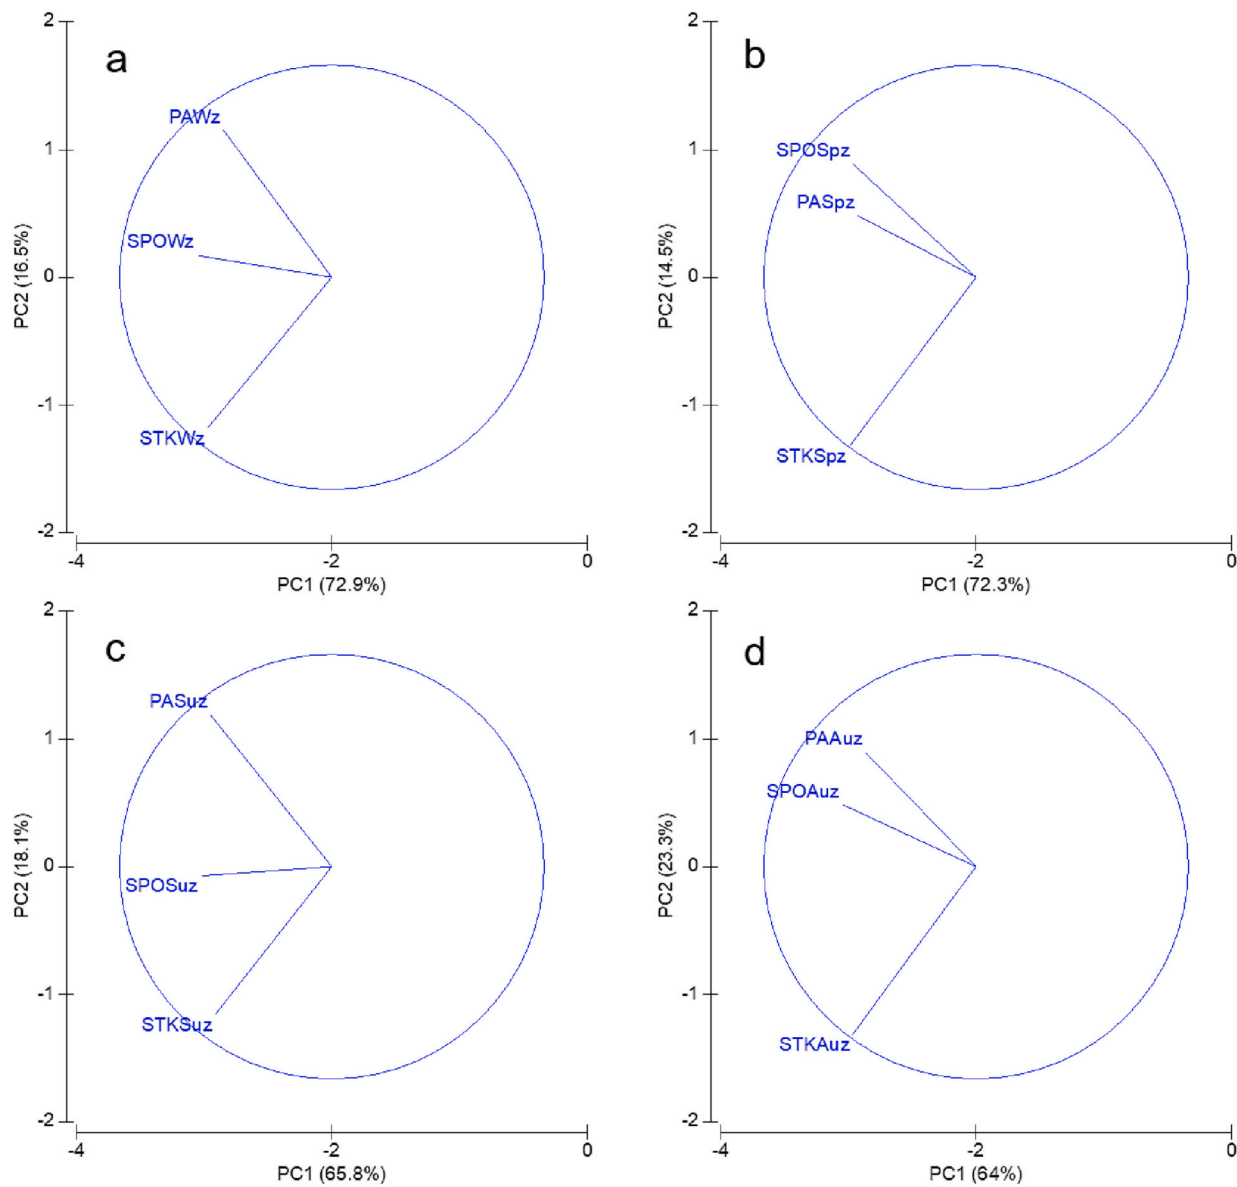 a
2
1
0
-1
-2
PC2 (16.5%)
PAWz
SPOWz
STKWz
-4
-2
0
PC1 (72.9%)
b
2
1
0
-1
-2
PC2 (14.5%)
SPOSpz
PASpz
STKSpz
-4
-2
0
PC1 (72.3%)
c
2
1
0
-1
-2
PC2 (18.1%)
PASuz
SPOSuz
STKSuz
-4
-2
0
PC1 (65.8%)
d
2
1
0
-1
-2
PC2 (23.3%)
PAAuz
SPOAuz
STKAuz
-4
-2
0
PC1 (64%)